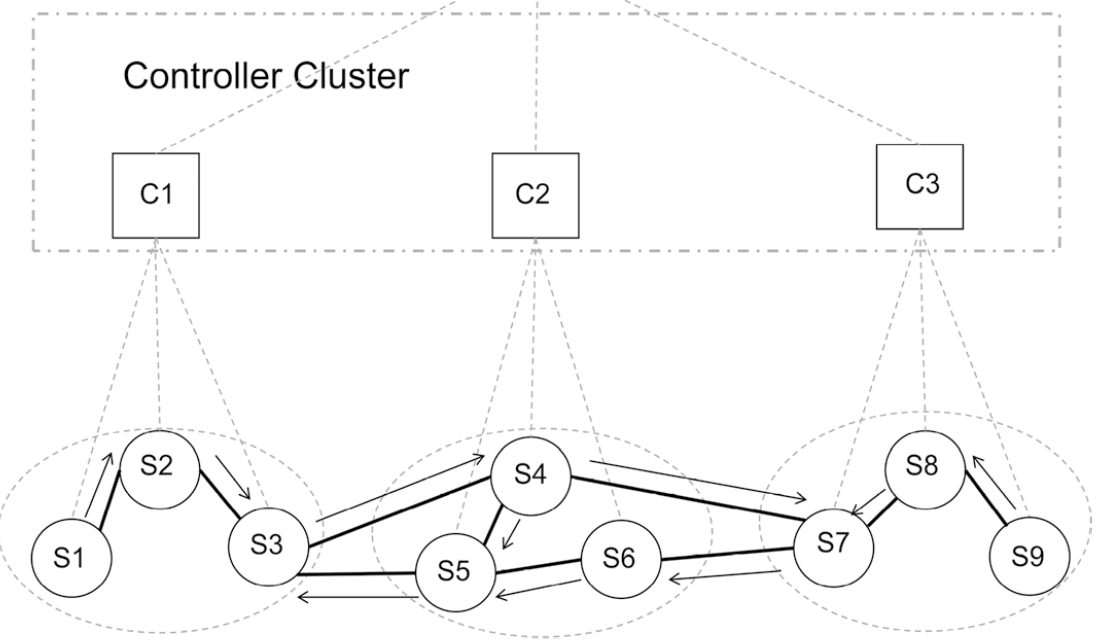 Controller Cluster
C1
C2
C3
S1
S2
S3
S4
S5
S6
S7
S8
S9